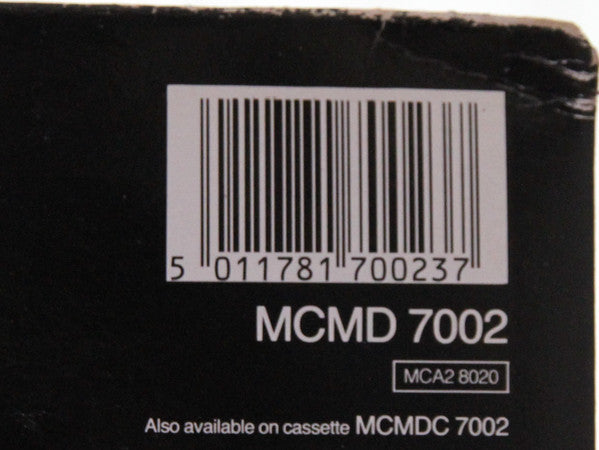 5 011781 700237
MCMD 7002
MCA2 8020
Also available on cassette MCMDC 7002